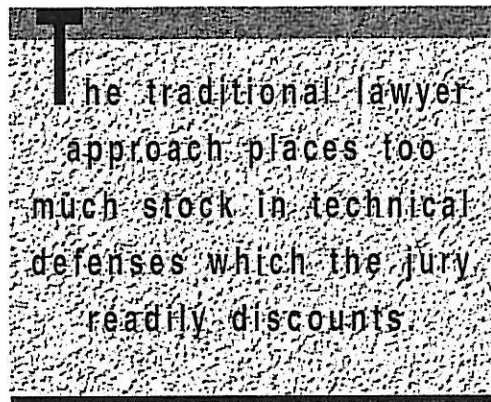 The traditional lawyer
approach places too
much stock in technical
defenses which the jury
readily discounts.